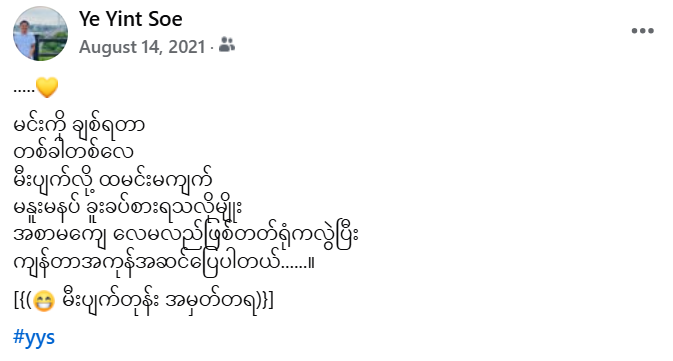 Ye Yint Soe
August 14, 2021 ·
.....💛
မင်းကို ချစ်ရတာ
တစ်ခါတစ်လေ
မီးပျက်လို့ ထမင်းမကျက်
မနူးမနပ် ခူးခပ်စားရသလိုမျိုး
အစာမကျေ လေမလည်ဖြစ်တတ်ရုံကလွဲပြီး
ကျန်တာအကုန်အဆင်ပြေပါတယ်......။
[{(😁 မီးပျက်တုန်း အမှတ်တရ)}]
#yys